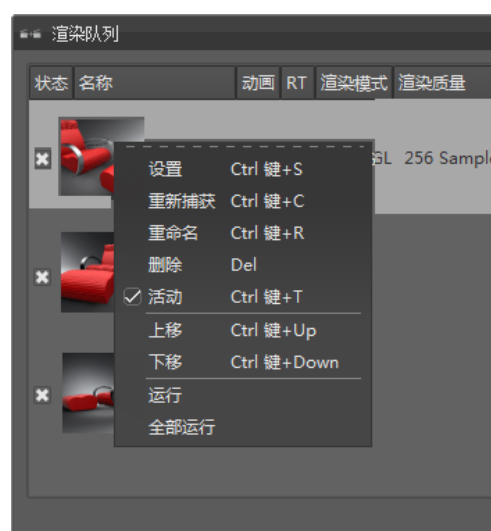 渲染队列
状态 名称 动画 RT 渲染模式 渲染质量
GL 256 Sampl
设置 Ctrl 键+S
重新捕获 Ctrl 键+C
重命名 Ctrl 键+R
删除 Del
活动 Ctrl 键+T
上移 Ctrl 键+Up
下移 Ctrl 键+Down
运行
全部运行